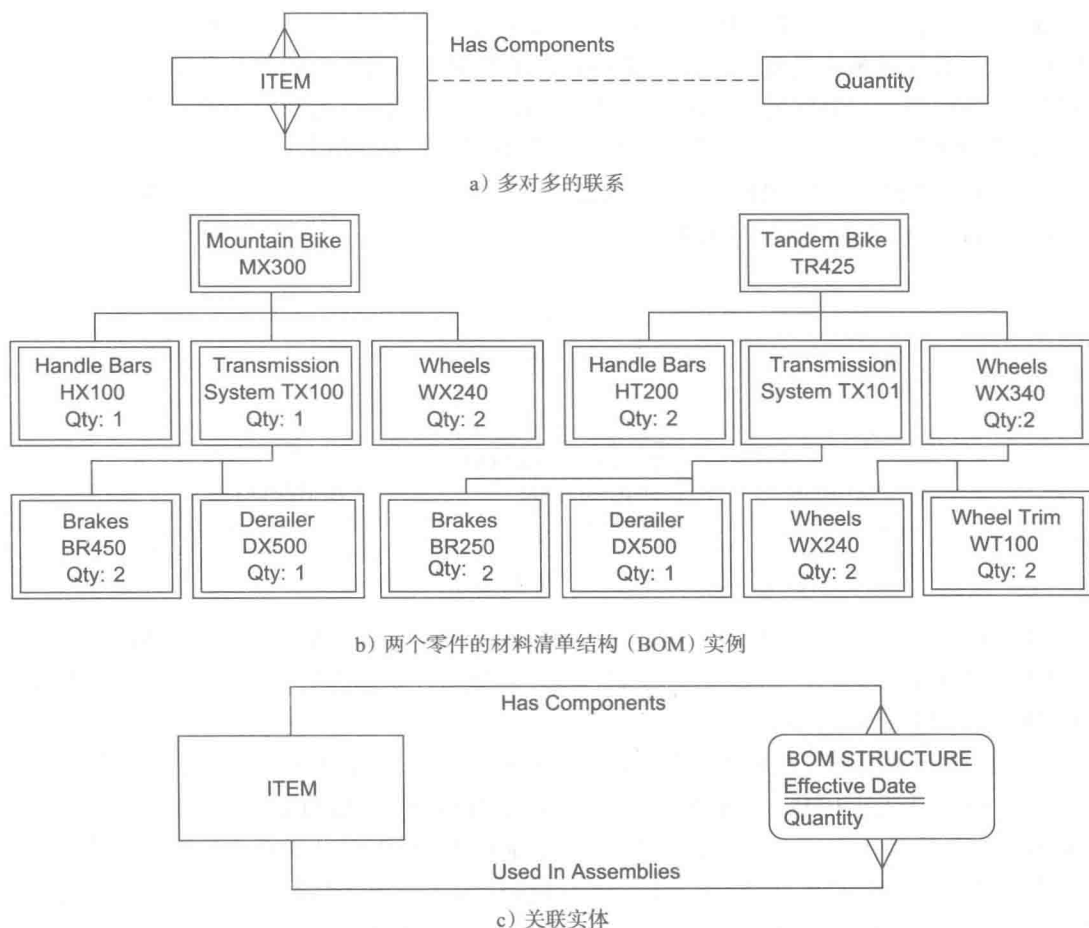 Has Components
ITEM
Quantity
a）多对多的联系
Mountain Bike
MX300
Tandem Bike
TR425
Handle Bars
HX100
Qty: 1
Transmission
System TX100
Qty: 1
Wheels
WX240
Qty: 2
Handle Bars
HT200
Qty: 2
Transmission
System TX101
Wheels
WX340
Qty:2
Brakes
BR450
Qty: 2
Derailer
DX500
Qty: 1
Brakes
BR250
Qty: 2
Derailer
DX500
Qty: 1
Wheels
WX240
Qty: 2
Wheel Trim
WT100
Qty: 2
b）两个零件的材料清单结构（BOM）实例
Has Components
ITEM
BOM STRUCTURE
Effective Date
Quantity
Used In Assemblies
c）关联实体